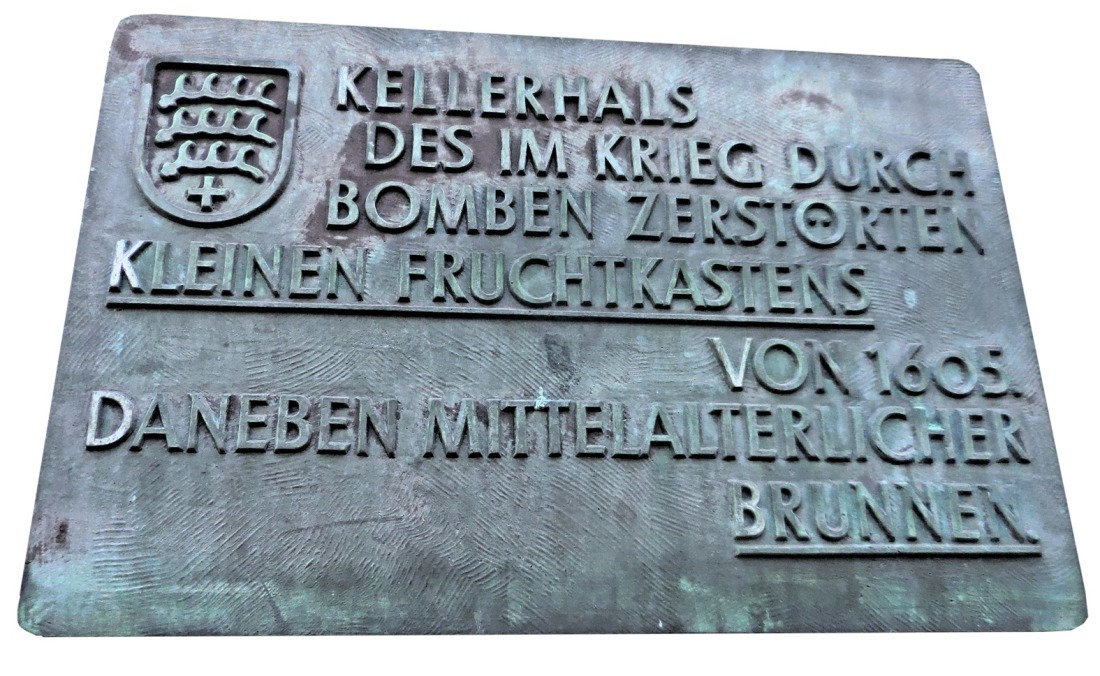 KELLERHALS
DES IM KRIEG DURCH
BOMBEN ZERSTÖRTEN
KLEINEN FRUCHTKASTENS
VON 1605.
DANEBEN MITTELALTERLICHER
BRUNNEN.